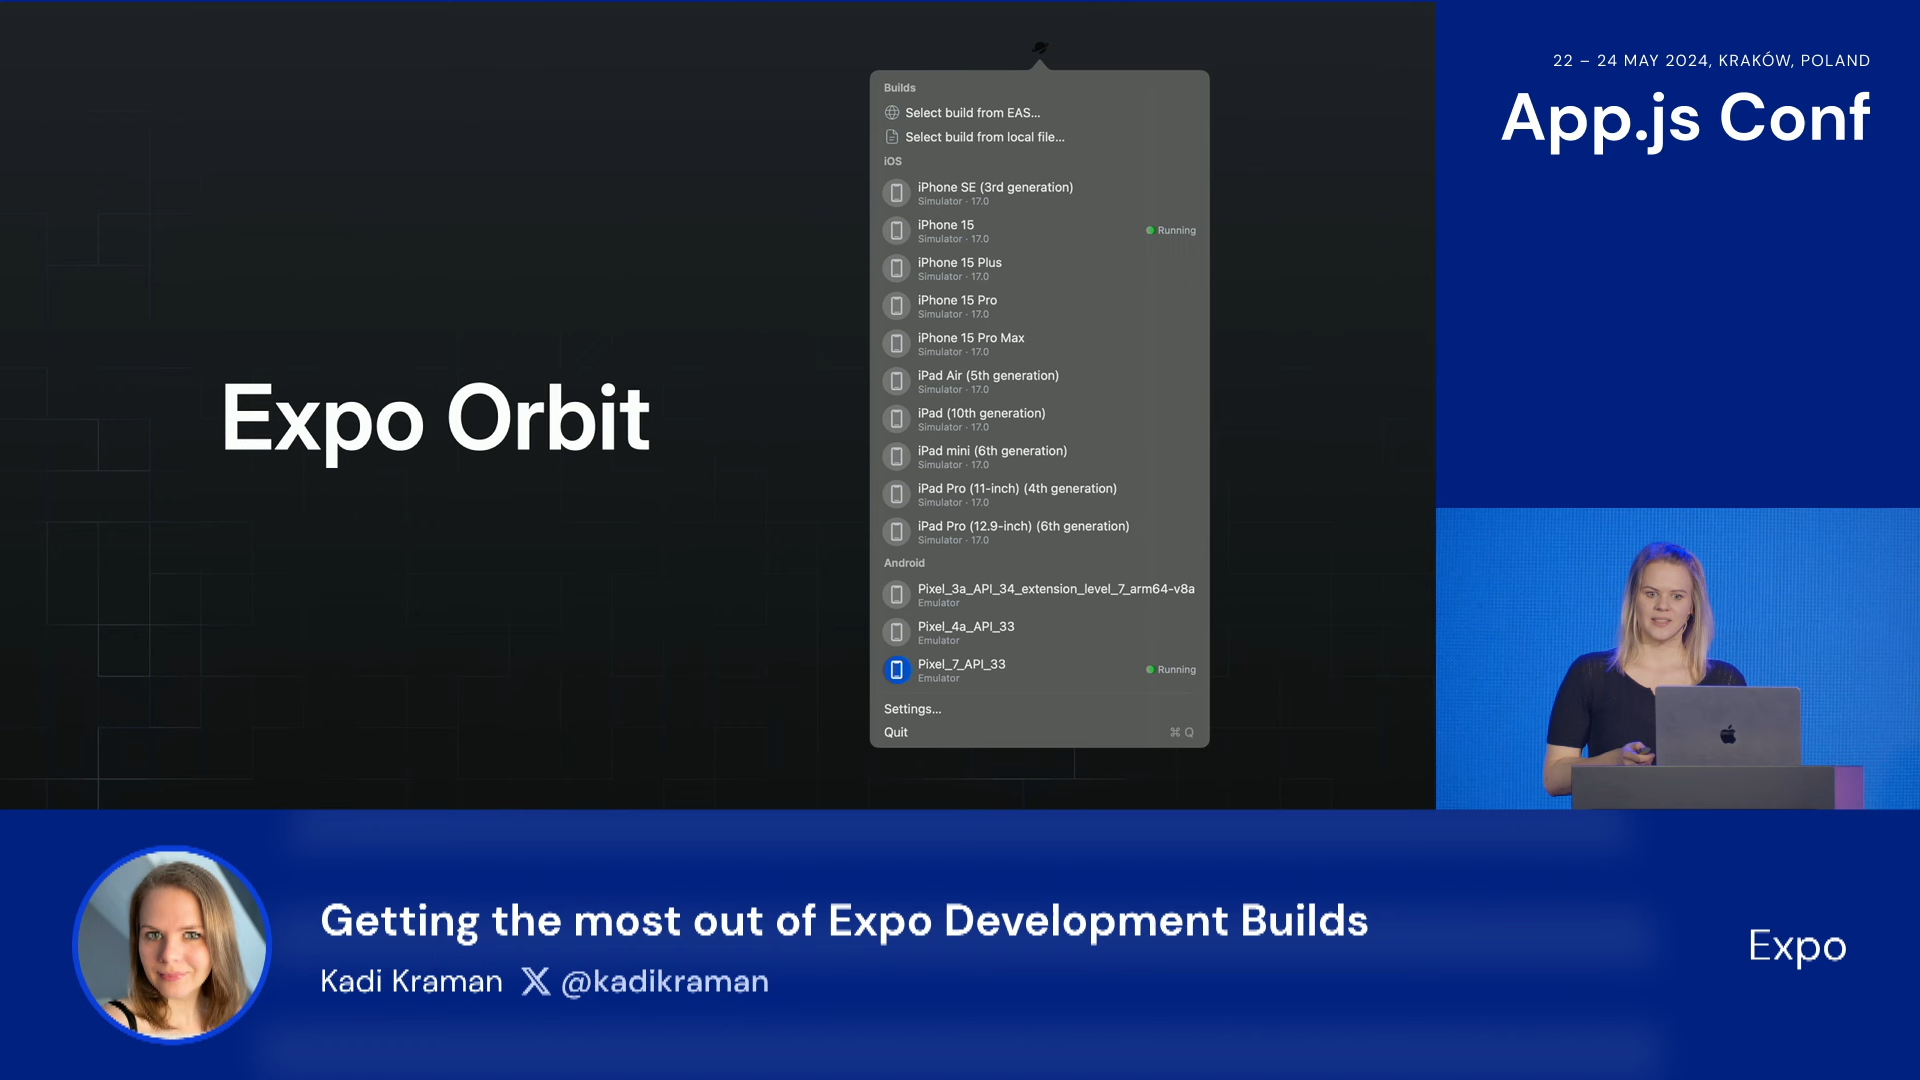 22 – 24 MAY 2024, KRAKÓW, POLAND
App.js Conf
Expo Orbit
Builds
Select build from EAS...
Select build from local file...
iOS
iPhone SE (3rd generation)
Simulator · 17.0
iPhone 15
Simulator · 17.0
Running
iPhone 15 Plus
Simulator · 17.0
iPhone 15 Pro
Simulator · 17.0
iPhone 15 Pro Max
Simulator · 17.0
iPad Air (5th generation)
Simulator · 17.0
iPad (10th generation)
Simulator · 17.0
iPad mini (6th generation)
Simulator · 17.0
iPad Pro (11-inch) (4th generation)
Simulator · 17.0
iPad Pro (12.9-inch) (6th generation)
Simulator · 17.0
Android
Pixel_3a_API_34_extension_level_7_arm64-v8a
Emulator
Pixel_4a_API_33
Emulator
Pixel_7_API_33
Emulator
Running
Settings...
Quit ⌘ Q
Getting the most out of Expo Development Builds
Kadi Kraman X @kadikraman
Expo